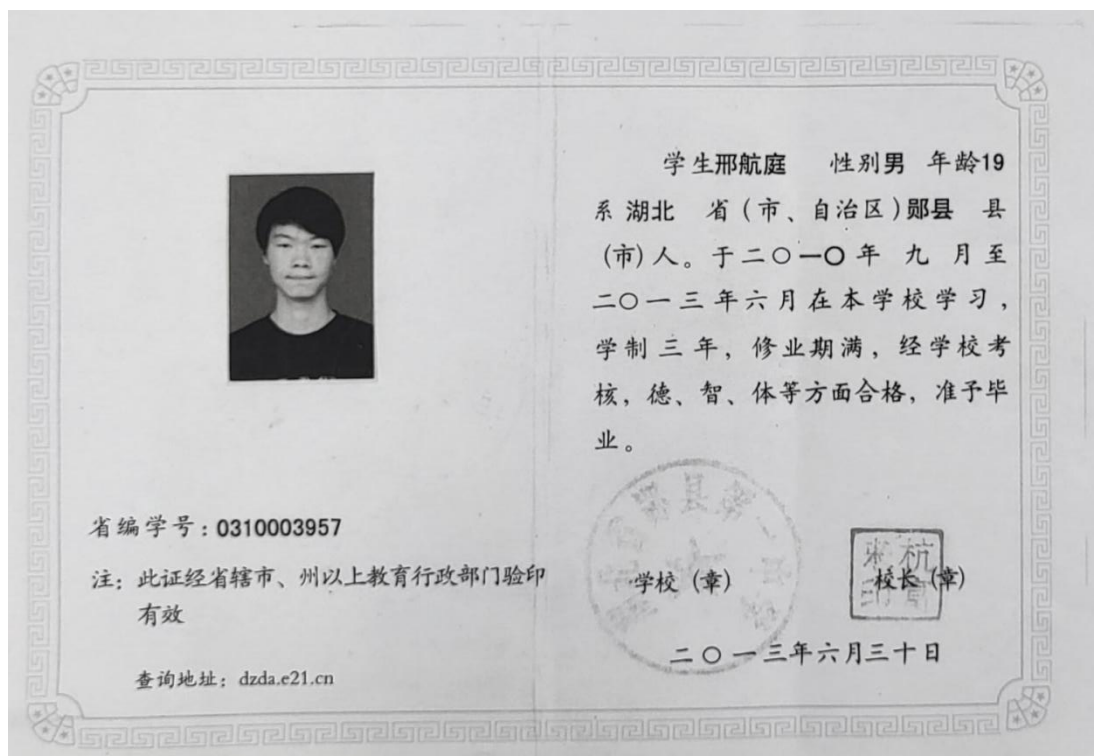 学生邢航庭 性别男 年龄19
系 湖北 省(市、自治区)郧县 县
(市)人。于二〇一〇年 九 月至
二〇一三年六月在本学校学习,
学制三年,修业期满,经学校考
核,德、智、体等方面合格,准予毕
业。
省编学号:0310003957
注:此证经省辖市、州以上教育行政部门验印
有效
查询地址:dzda.e21.cn
学校(章)
校长(章)
二〇一三年六月三十日